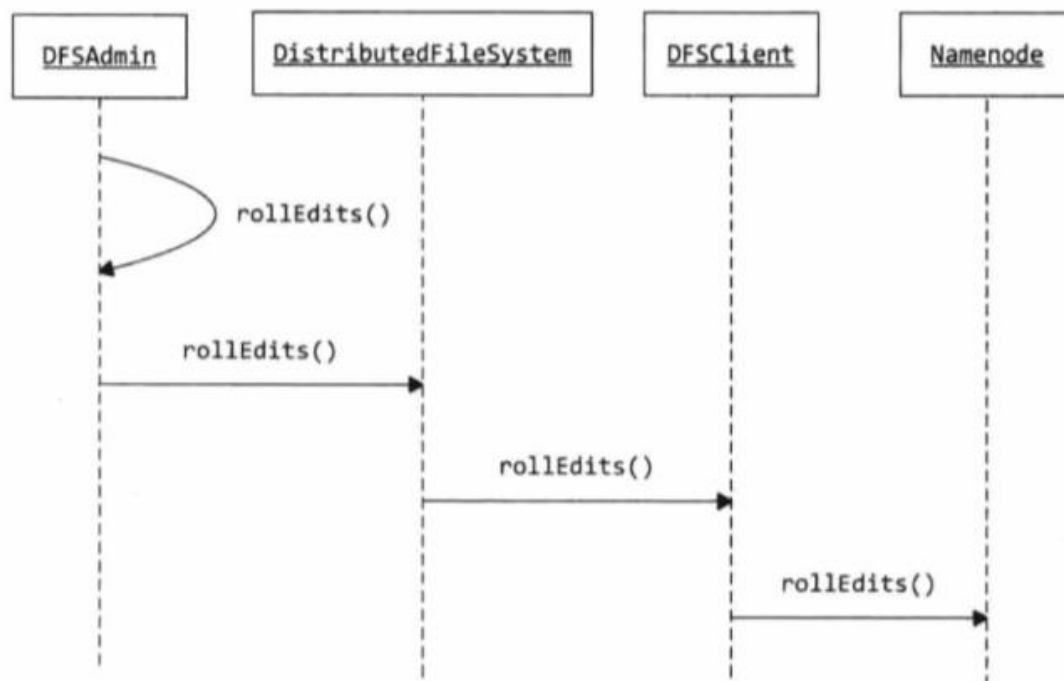 DFSAdmin
DistributedFileSystem
DFSClient
Namenode
rollEdits()
rollEdits()
rollEdits()
rollEdits()